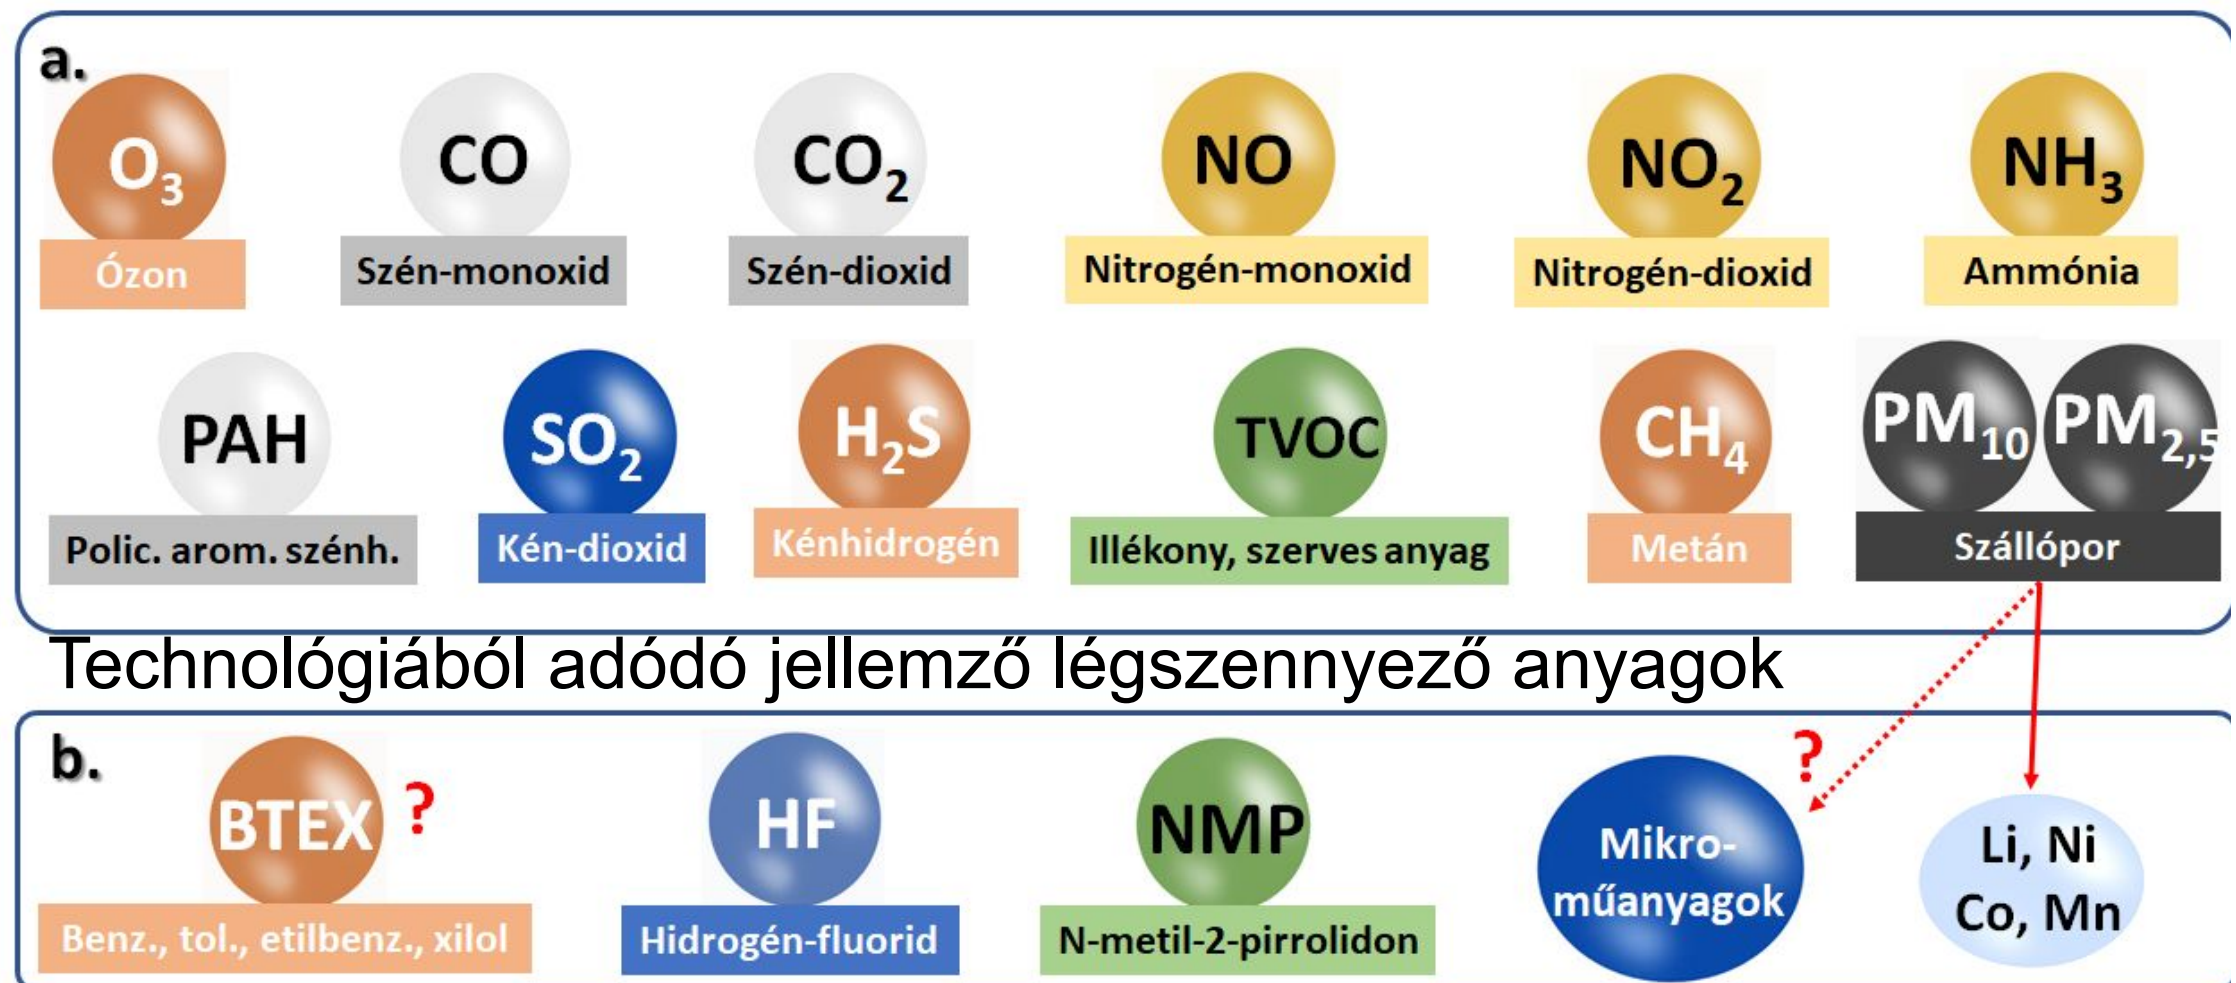 a.
O₃ CO CO₂ NO NO₂ NH₃
Ózon Szén-monoxid Szén-dioxid Nitrogén-monoxid Nitrogén-dioxid Ammónia
PAH SO₂ H₂S TVOC CH₄ PM₁₀ PM₂,₅
Polic. arom. szénh. Kén-dioxid Kénhidrogén Illékony, szerves anyag Metán Szállópor
Technológiából adódó jellemző légszennyező anyagok
b.
BTEX ? HF NMP Mikro-műanyagok ? Li, Ni
Co, Mn
Benz., tol., etilbenz., xilol Hidrogén-fluorid N-metil-2-pirrolidon